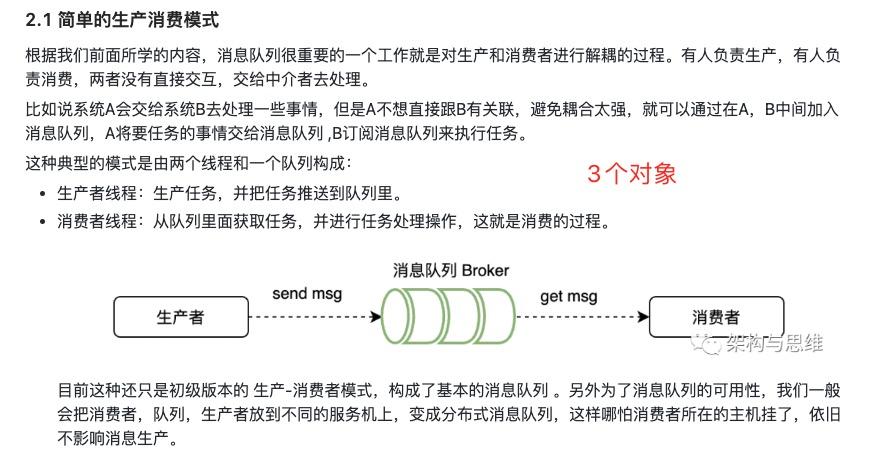 2.1 简单的生产消费模式
根据我们前面所学的内容，消息队列很重要的一个工作就是对生产和消费者进行解耦的过程。有人负责生产，有人负
责消费，两者没有直接交互，交给中介者去处理。
比如说系统A会交给系统B去处理一些事情，但是A不想直接跟B有关联，避免耦合太强，就可以通过在A，B中间加入
消息队列，A将要任务的事情交给消息队列 ,B订阅消息队列来执行任务。
这种典型的模式是由两个线程和一个队列构成：
3个对象
• 生产者线程：生产任务，并把任务推送到队列里。
• 消费者线程：从队列里面获取任务，并进行任务处理操作，这就是消费的过程。
消息队列 Broker
send msg
get msg
生产者
消费者
架构与思维
目前这种还只是初级版本的 生产-消费者模式，构成了基本的消息队列 。另外为了消息队列的可用性，我们一般
会把消费者，队列，生产者放到不同的服务机上，变成分布式消息队列，这样哪怕消费者所在的主机挂了，依旧
不影响消息生产。